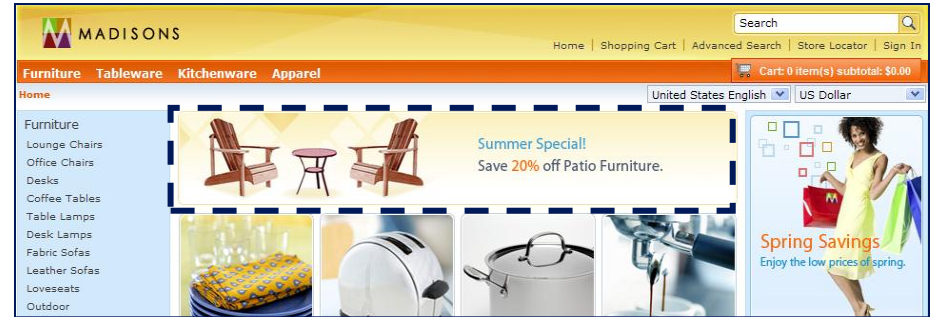 MADISONS
Search
Home | Shopping Cart | Advanced Search | Store Locator | Sign In
Furniture Tableware Kitchenware Apparel
Cart: 0 item(s) subtotal: $0.00
Home
United States English
US Dollar
Furniture
Lounge Chairs
Office Chairs
Desks
Coffee Tables
Table Lamps
Desk Lamps
Fabric Sofas
Leather Sofas
Loveseats
Outdoor
Summer Special!
Save 20% off Patio Furniture.
Spring Savings
Enjoy the low prices of spring.